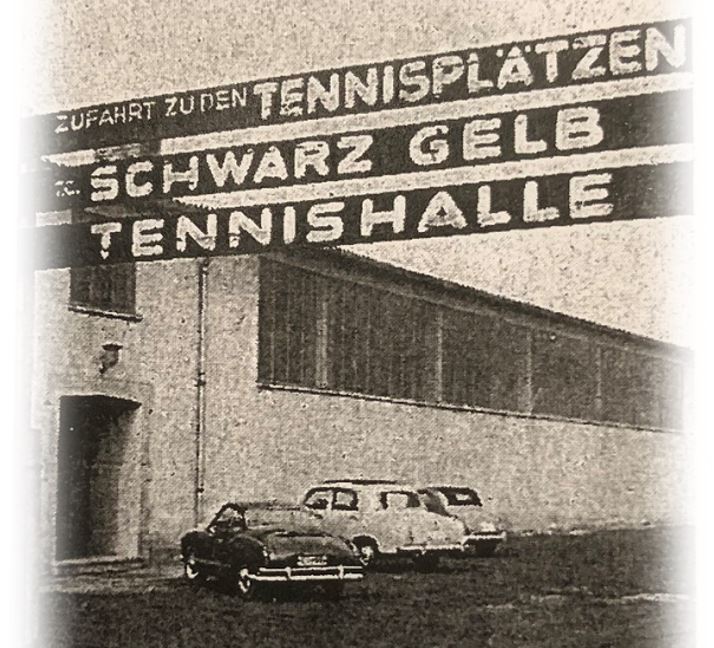 ZUFAHRT ZU DEN TENNISPLÄTZEN
SCHWARZ GELB
TENNISHALLE